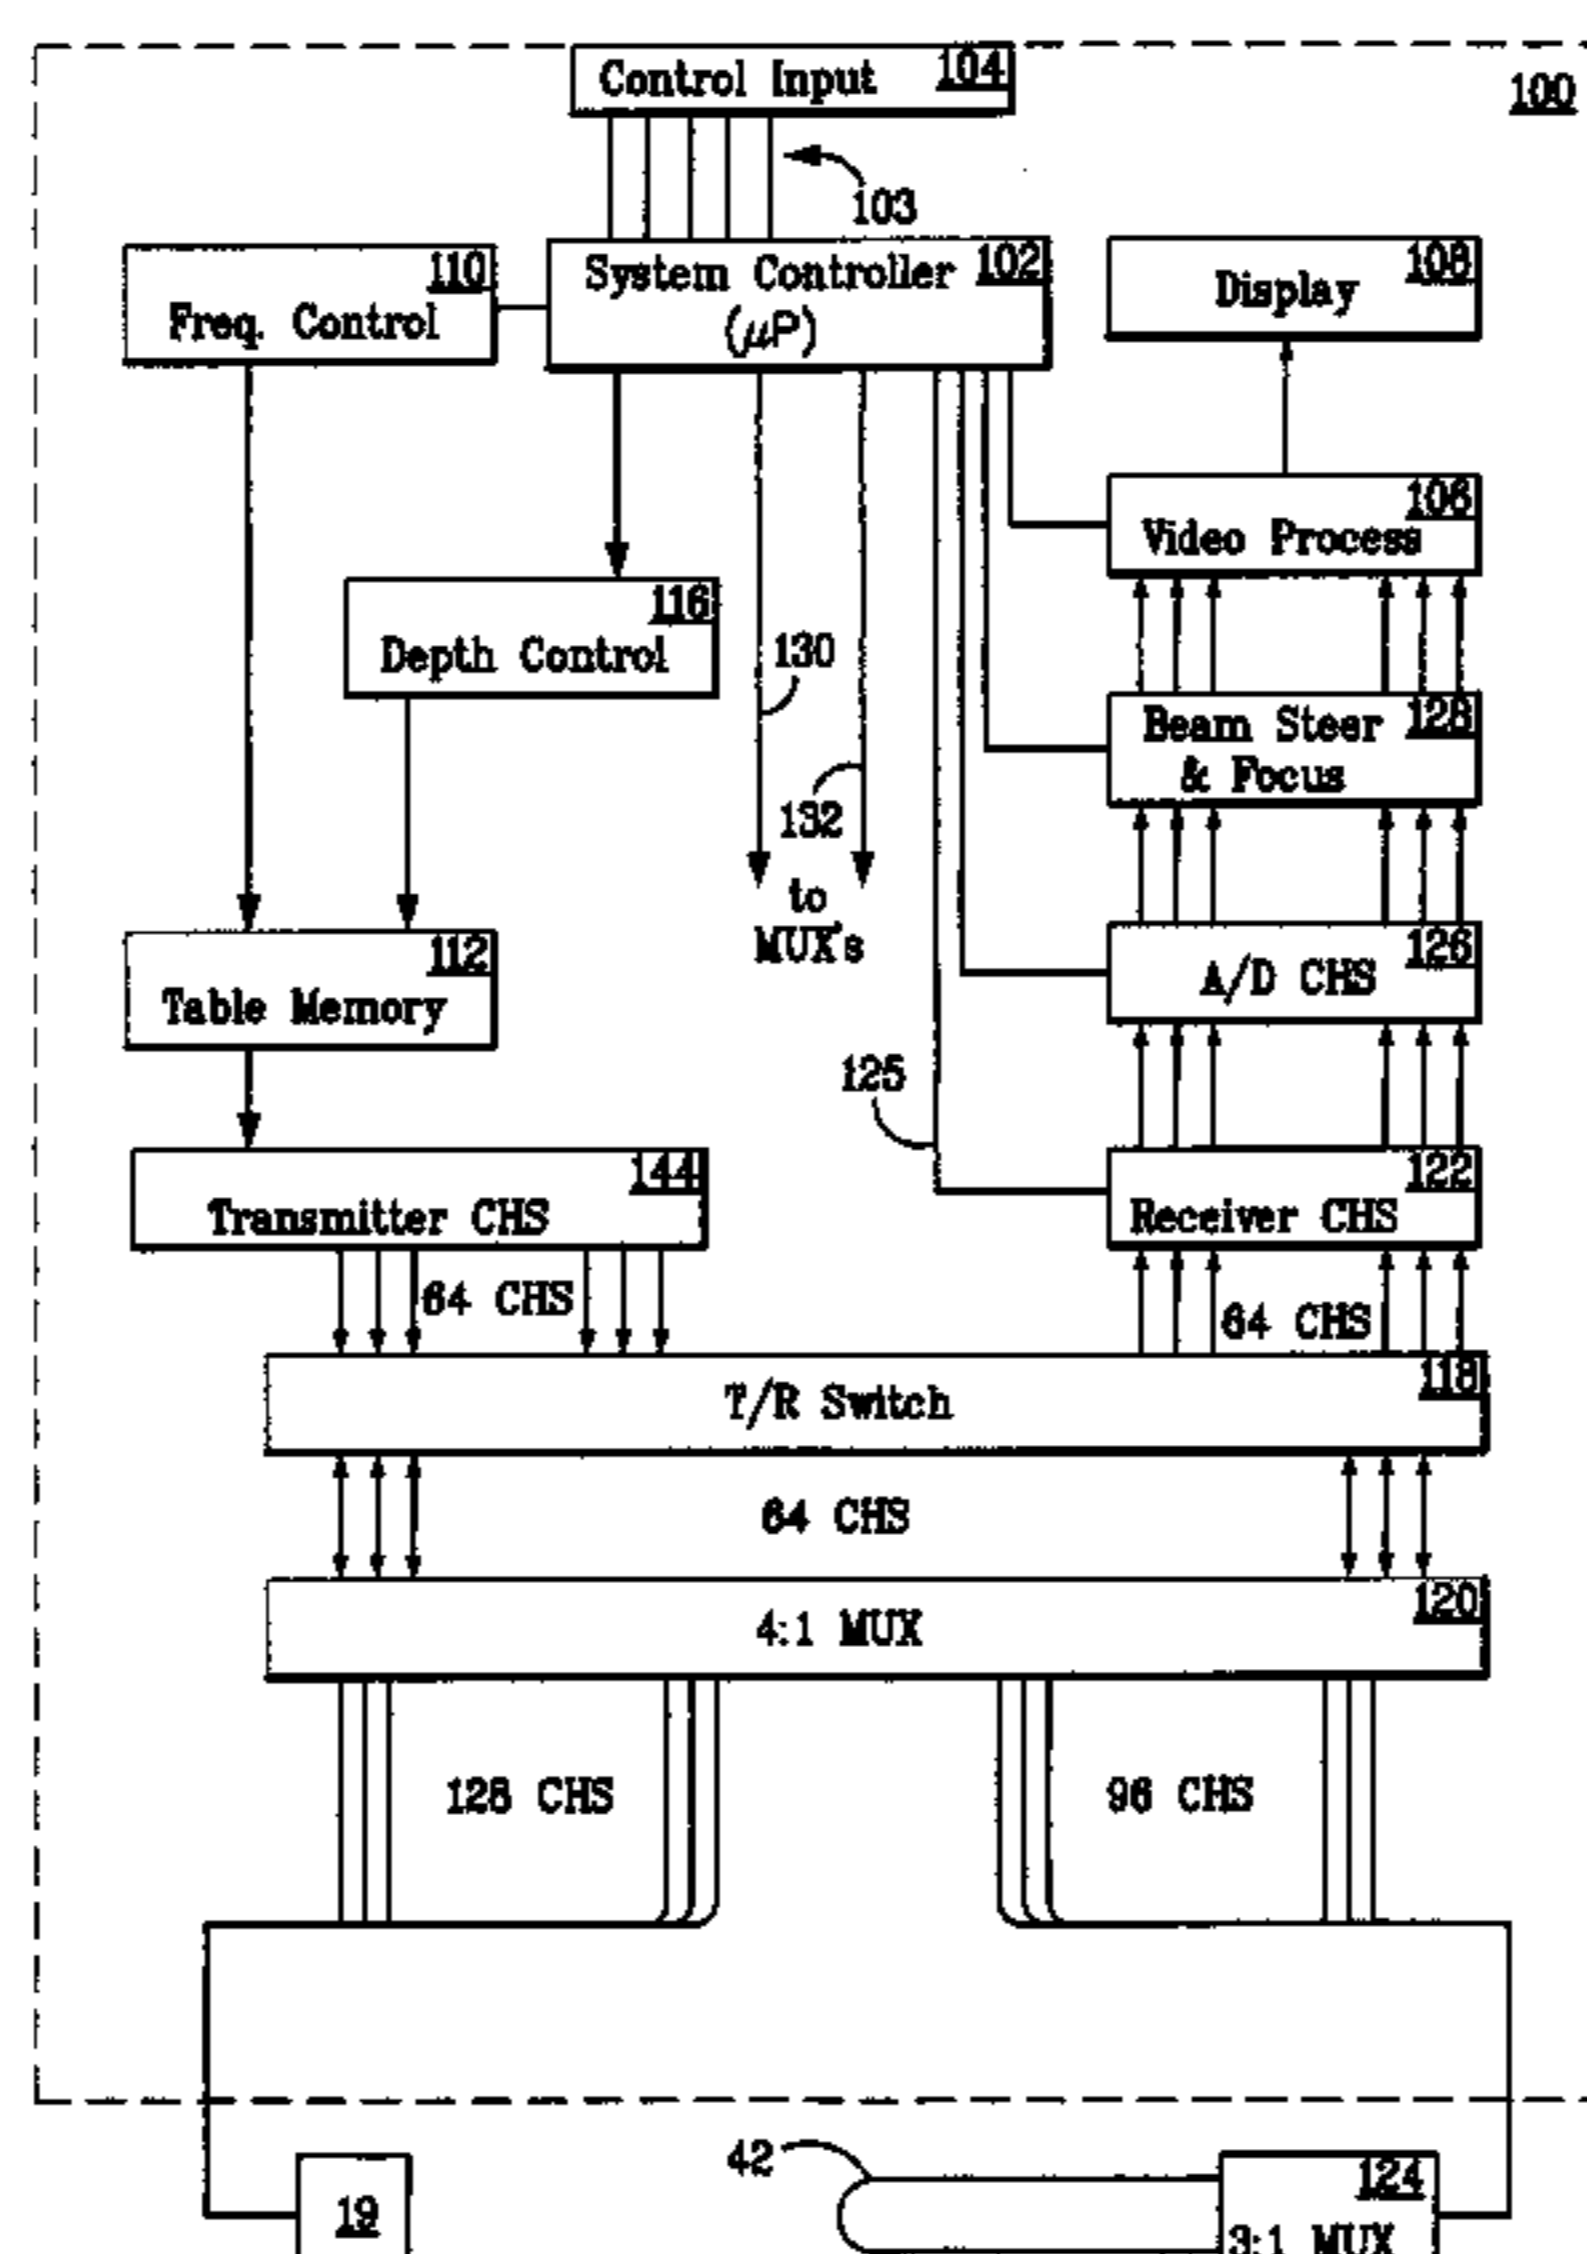 Control Input 104
100
103
110
Freq. Control
System Controller 102
(μP)
108
Display
106
Video Process
116
Depth Control
130
128
Beam Steer
& Focus
132
to
MUX's
112
Table Memory
126
A/D CHS
125
144
Transmitter CHS
122
Receiver CHS
64 CHS
64 CHS
118
T/R Switch
64 CHS
120
4:1 MUX
128 CHS
96 CHS
42
124
19
3:1 MUX